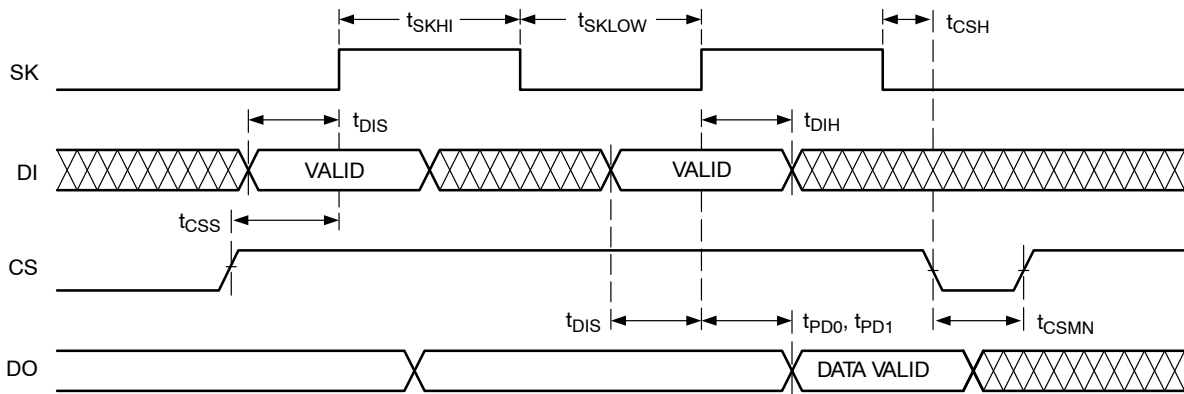 tSKHI
tSKLOW
tCSH
SK
tDIS
tDIH
DI
VALID
VALID
tCSS
CS
tDIS
tPD0, tPD1
tCSMN
DO
DATA VALID